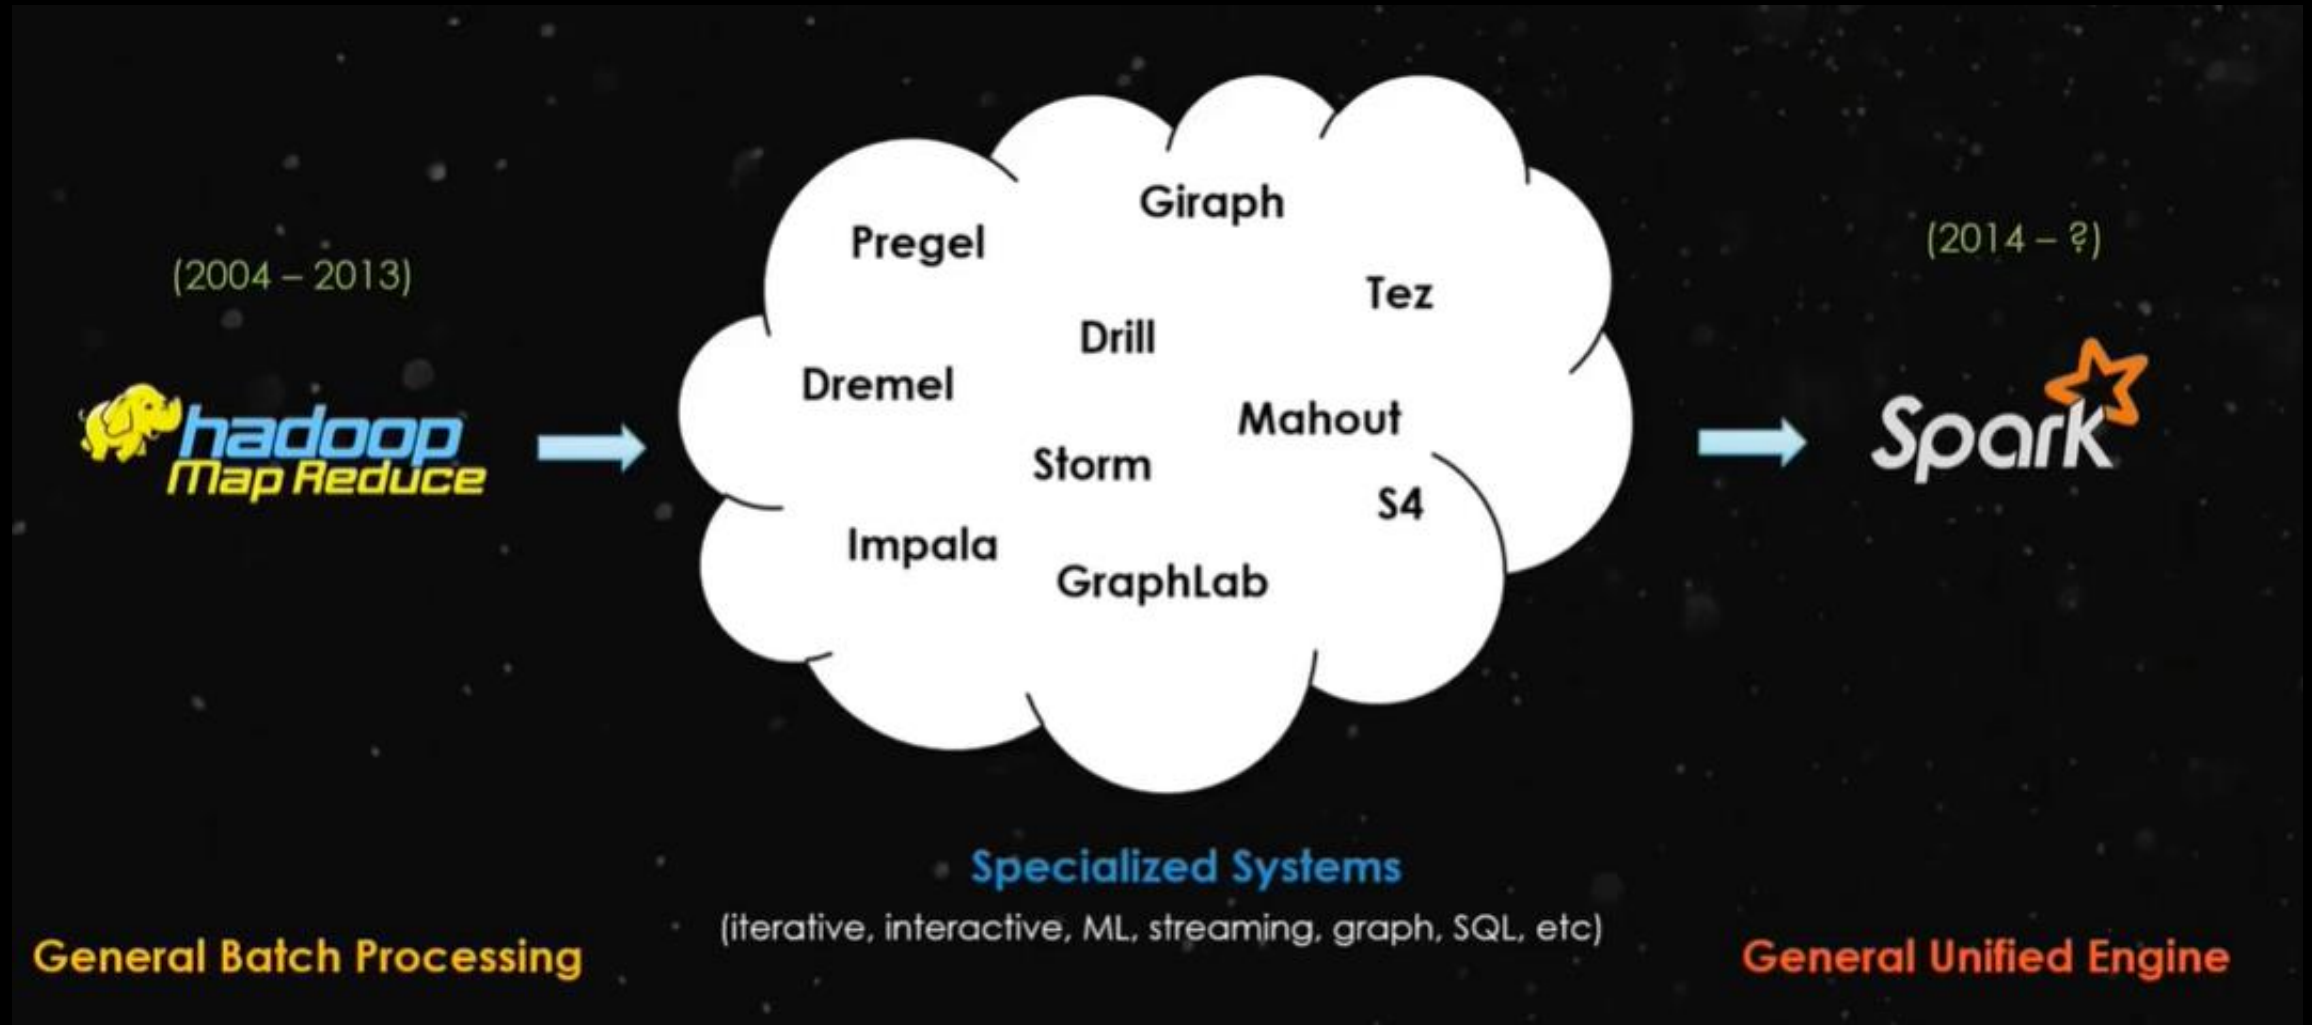 (2004 – 2013)
hadoop
Map Reduce
Pregel
Giraph
Tez
Drill
Dremel
Mahout
Storm
S4
Impala
GraphLab
(2014 – ?)
Spark
General Batch Processing
Specialized Systems
(iterative, interactive, ML, streaming, graph, SQL, etc)
General Unified Engine